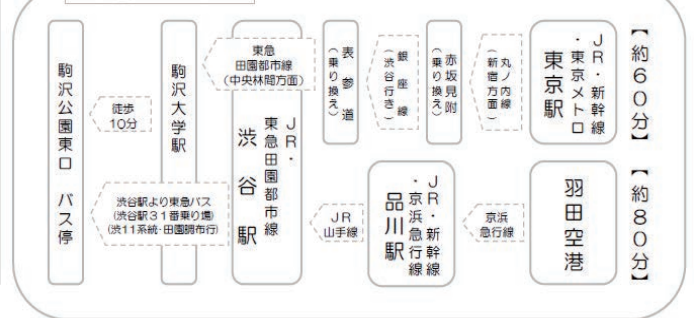 【約60分】
JR・新幹線
・東京メトロ
東京駅
丸ノ内線
(新宿方面)
赤坂見附
(乗り換え)
銀座線
(渋谷行き)
表参道
(乗り換え)
東急
田園都市線
(中央林間方面)
駒沢大学駅
徒歩
10分
駒沢公園東口 バス停
【約80分】
羽田空港
京浜
急行線
JR・新幹線
・京浜急行線
品川駅
JR
山手線
JR・
東急田園都市線
渋谷駅
渋谷駅より東急バス
(渋谷駅31番乗り場)
(渋11系統・田園調布行)